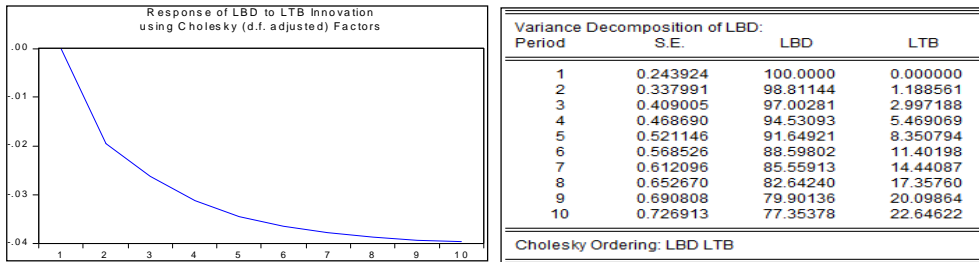 Response of LBD to LTB Innovation
using Cholesky (d.f. adjusted) Factors
.00
-.01
-.02
-.03
-.04
1 2 3 4 5 6 7 8 9 10
Variance Decomposition of LBD:
Period S.E. LBD LTB
1 0.243924 100.0000 0.000000
2 0.337991 98.81144 1.188561
3 0.409005 97.00281 2.997188
4 0.468690 94.53093 5.469069
5 0.521146 91.64921 8.350794
6 0.568526 88.59802 11.40198
7 0.612096 85.55913 14.44087
8 0.652670 82.64240 17.35760
9 0.690808 79.90136 20.09864
10 0.726913 77.35378 22.64622
Cholesky Ordering: LBD LTB